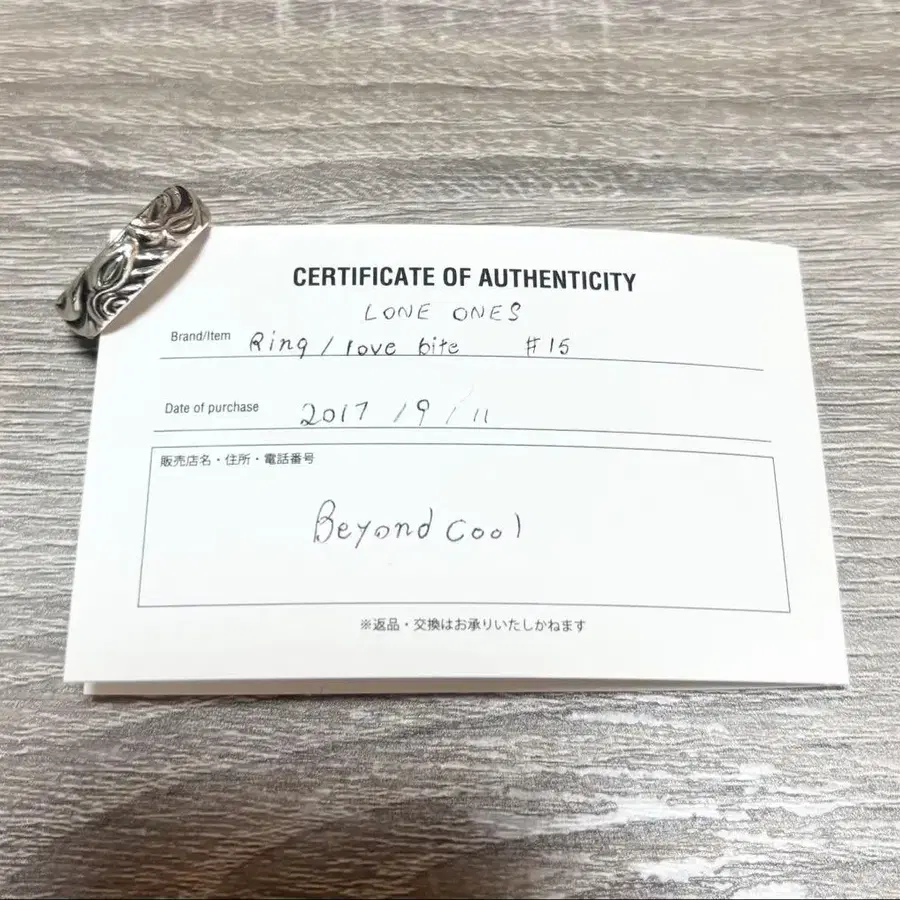 CERTIFICATE OF AUTHENTICITY
LONE ONES
Brand/Item Ring / love bite #15
Date of purchase 2017 / 9 / 11
販売店名・住所・電話番号
Beyond cool
※返品・交換はお承りいたしかねます